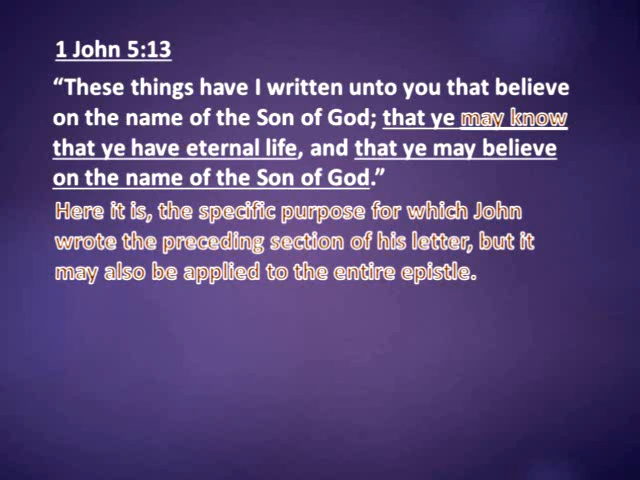 1 John 5:13
“These things have I written unto you that believe
on the name of the Son of God; that ye may know
that ye have eternal life, and that ye may believe
on the name of the Son of God.”
Here it is, the specific purpose for which John
wrote the preceding section of his letter, but it
may also be applied to the entire epistle.